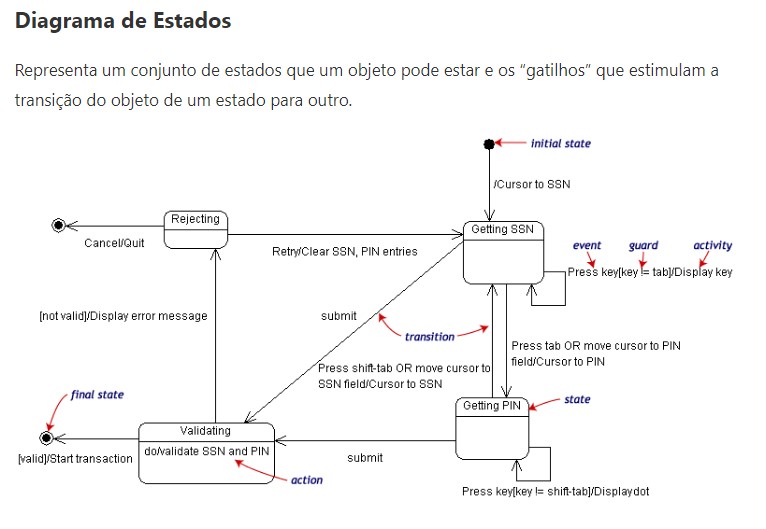 Diagrama de Estados
Representa um conjunto de estados que um objeto pode estar e os “gatilhos” que estimulam a
transição do objeto de um estado para outro.
initial state
/Cursor to SSN
Rejecting
Getting SSN
Cancel/Quit
Retry/Clear SSN, PIN entries
event
guard
activity
Press key[key != tab]/Display key
[not valid]/Display error message
submit
transition
Press tab OR move cursor to PIN
field/Cursor to PIN
Press shift-tab OR move cursor to
SSN field/Cursor to SSN
final state
Getting PIN
state
Validating
do/validate SSN and PIN
[valid]/Start transaction
submit
action
Press key[key != shift-tab]/Displaydot